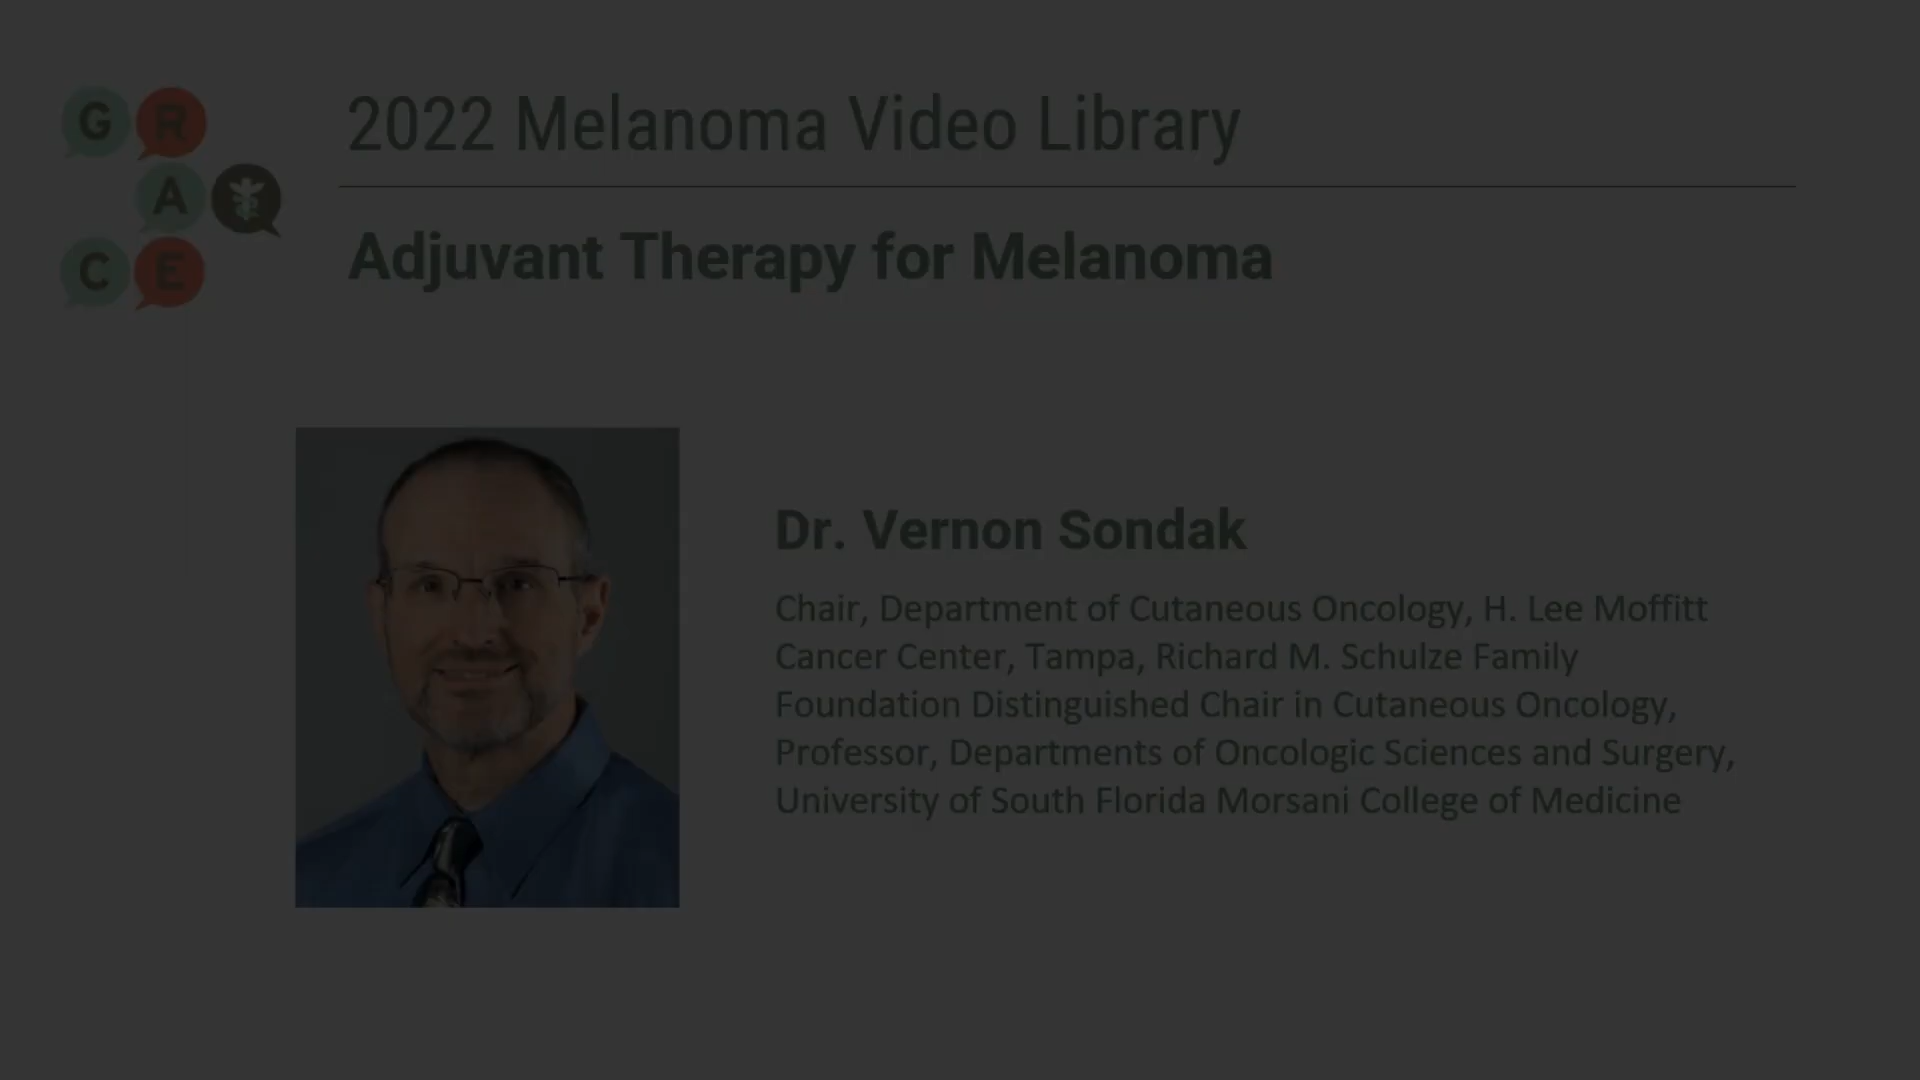 G R
A
C E
2022 Melanoma Video Library
Adjuvant Therapy for Melanoma
Dr. Vernon Sondak
Chair, Department of Cutaneous Oncology, H. Lee Moffitt
Cancer Center, Tampa, Richard M. Schulze Family
Foundation Distinguished Chair in Cutaneous Oncology,
Professor, Departments of Oncologic Sciences and Surgery,
University of South Florida Morsani College of Medicine